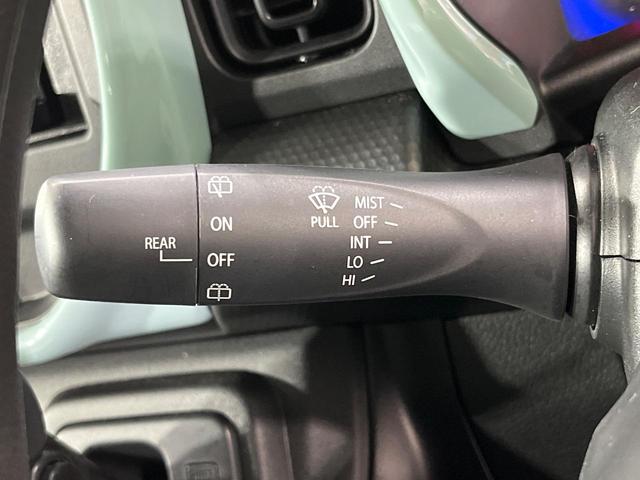 REAR
ON
OFF
PULL
MIST
OFF
INT
LO
HI